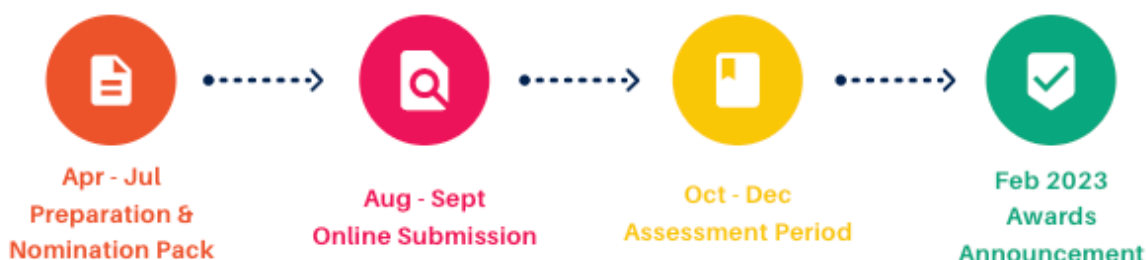 Apr - Jul
Preparation &
Nomination Pack
Aug - Sept
Online Submission
Oct - Dec
Assessment Period
Feb 2023
Awards
Announcement